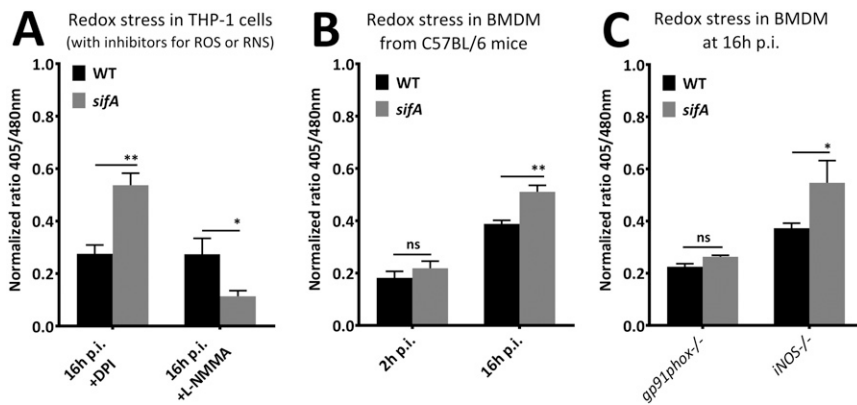 A
Redox stress in THP-1 cells
(with inhibitors for ROS or RNS)
Normalized ratio 405/480nm
1.0
0.8
0.6
0.4
0.2
0.0
WT
sifA
**
*
16h p.i.
+DPI
16h p.i.
+L-NMMA
B
Redox stress in BMDM
from C57BL/6 mice
Normalized ratio 405/480nm
1.0
0.8
0.6
0.4
0.2
0.0
WT
sifA
ns
**
2h p.i.
16h p.i.
C
Redox stress in BMDM
at 16h p.i.
Normalized ratio 405/480nm
1.0
0.8
0.6
0.4
0.2
0.0
WT
sifA
ns
*
gp91phox-/-
iNOS-/-